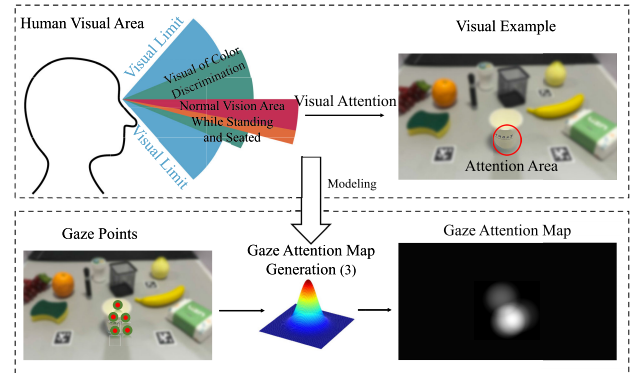 Human Visual Area
Visual Limit
Visual of Color
Discrimination
Normal Vision Area
While Standing
and Seated
Visual Limit
Visual Attention
Visual Example
Attention Area
Modeling
Gaze Points
Gaze Attention Map
Generation (3)
Gaze Attention Map